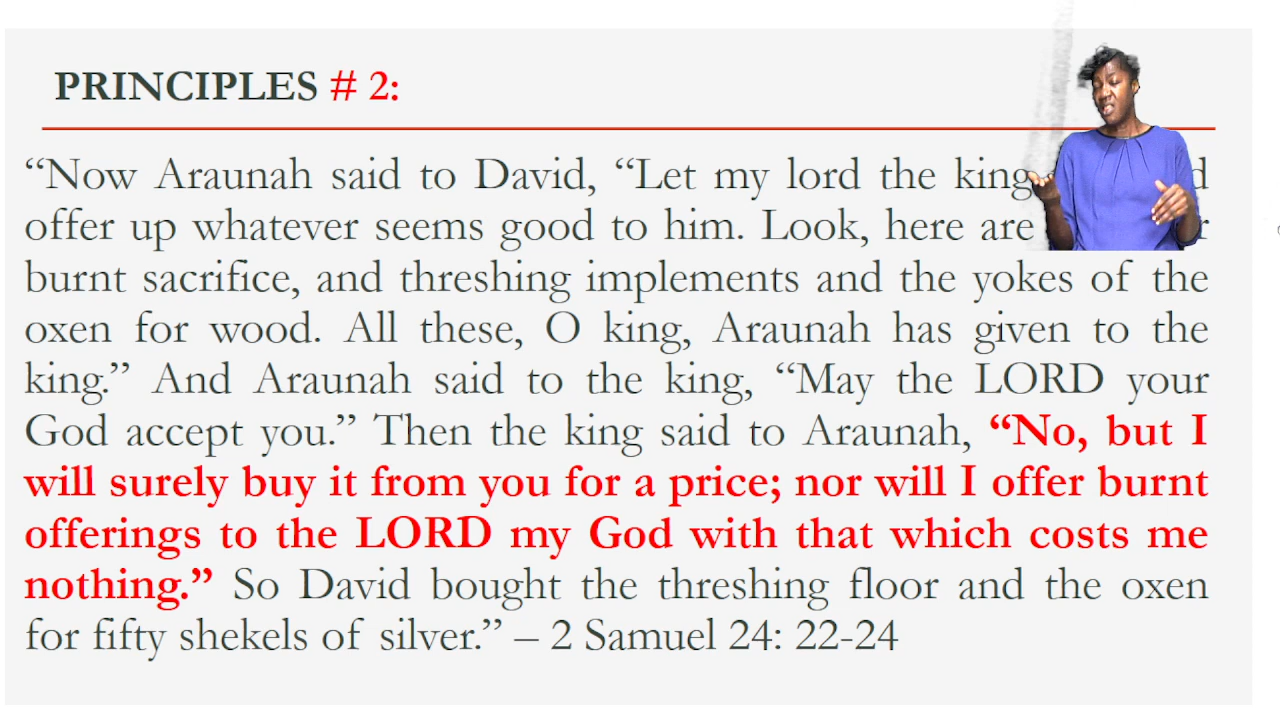 PRINCIPLES # 2:
“Now Araunah said to David, “Let my lord the king
offer up whatever seems good to him. Look, here are
burnt sacrifice, and threshing implements and the yokes of the
oxen for wood. All these, O king, Araunah has given to the
king.” And Araunah said to the king, “May the LORD your
God accept you.” Then the king said to Araunah, “No, but I
will surely buy it from you for a price; nor will I offer burnt
offerings to the LORD my God with that which costs me
nothing.” So David bought the threshing floor and the oxen
for fifty shekels of silver.” – 2 Samuel 24: 22-24